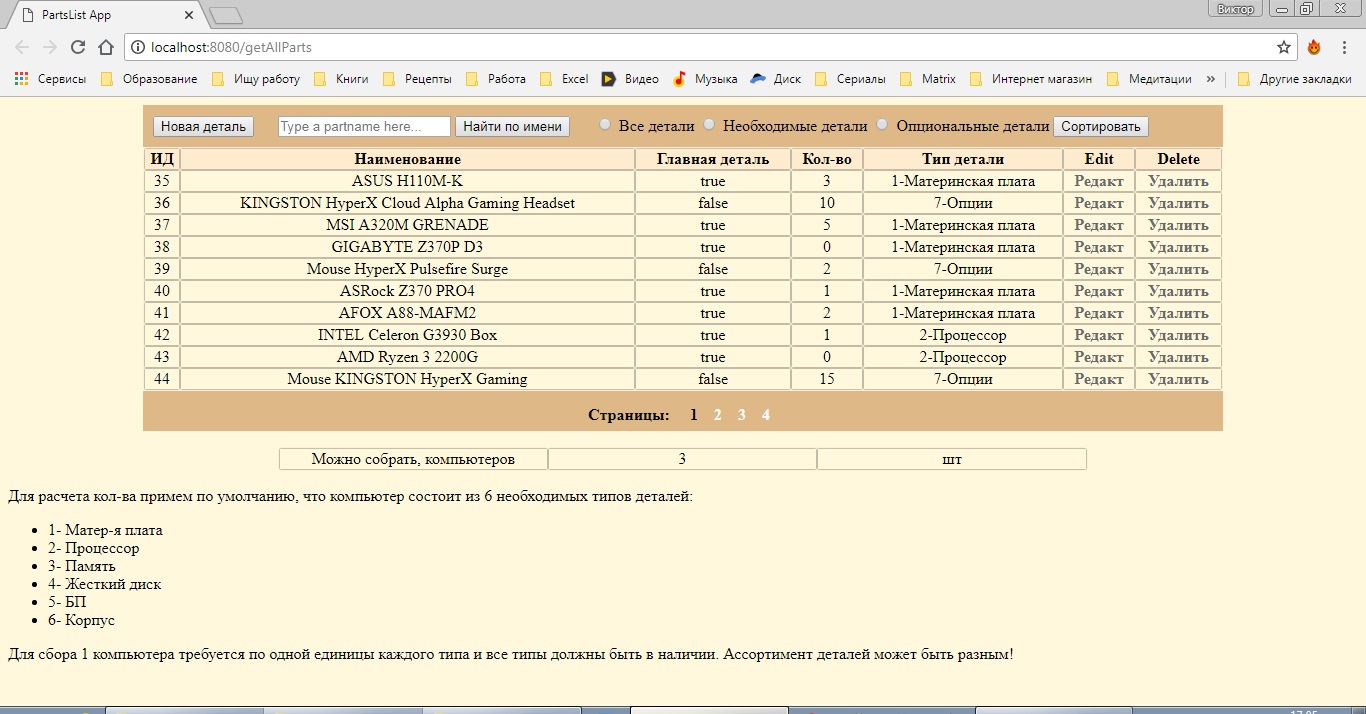 PartsList App
Виктор
localhost:8080/getAllParts
Сервисы Образование Ищу работу Книги Рецепты Работа Excel Видео Музыка Диск Сериалы Matrix Интернет магазин Медитации » Другие закладки
Новая деталь Type a partname here... Найти по имени Все детали Необходимые детали Опциональные детали Сортировать
ИД Наименование Главная деталь Кол-во Тип детали Edit Delete
35 ASUS H110M-K true 3 1-Материнская плата Редакт Удалить
36 KINGSTON HyperX Cloud Alpha Gaming Headset false 10 7-Опции Редакт Удалить
37 MSI A320M GRENADE true 5 1-Материнская плата Редакт Удалить
38 GIGABYTE Z370P D3 true 0 1-Материнская плата Редакт Удалить
39 Mouse HyperX Pulsefire Surge false 2 7-Опции Редакт Удалить
40 ASRock Z370 PRO4 true 1 1-Материнская плата Редакт Удалить
41 AFOX A88-MAFM2 true 2 1-Материнская плата Редакт Удалить
42 INTEL Celeron G3930 Box true 1 2-Процессор Редакт Удалить
43 AMD Ryzen 3 2200G true 0 2-Процессор Редакт Удалить
44 Mouse KINGSTON HyperX Gaming false 15 7-Опции Редакт Удалить
Страницы: 1 2 3 4
Можно собрать, компьютеров 3 шт
Для расчета кол-ва примем по умолчанию, что компьютер состоит из 6 необходимых типов деталей:
• 1- Матер-я плата
• 2- Процессор
• 3- Память
• 4- Жесткий диск
• 5- БП
• 6- Корпус
Для сбора 1 компьютера требуется по одной единицы каждого типа и все типы должны быть в наличии. Ассортимент деталей может быть разным!